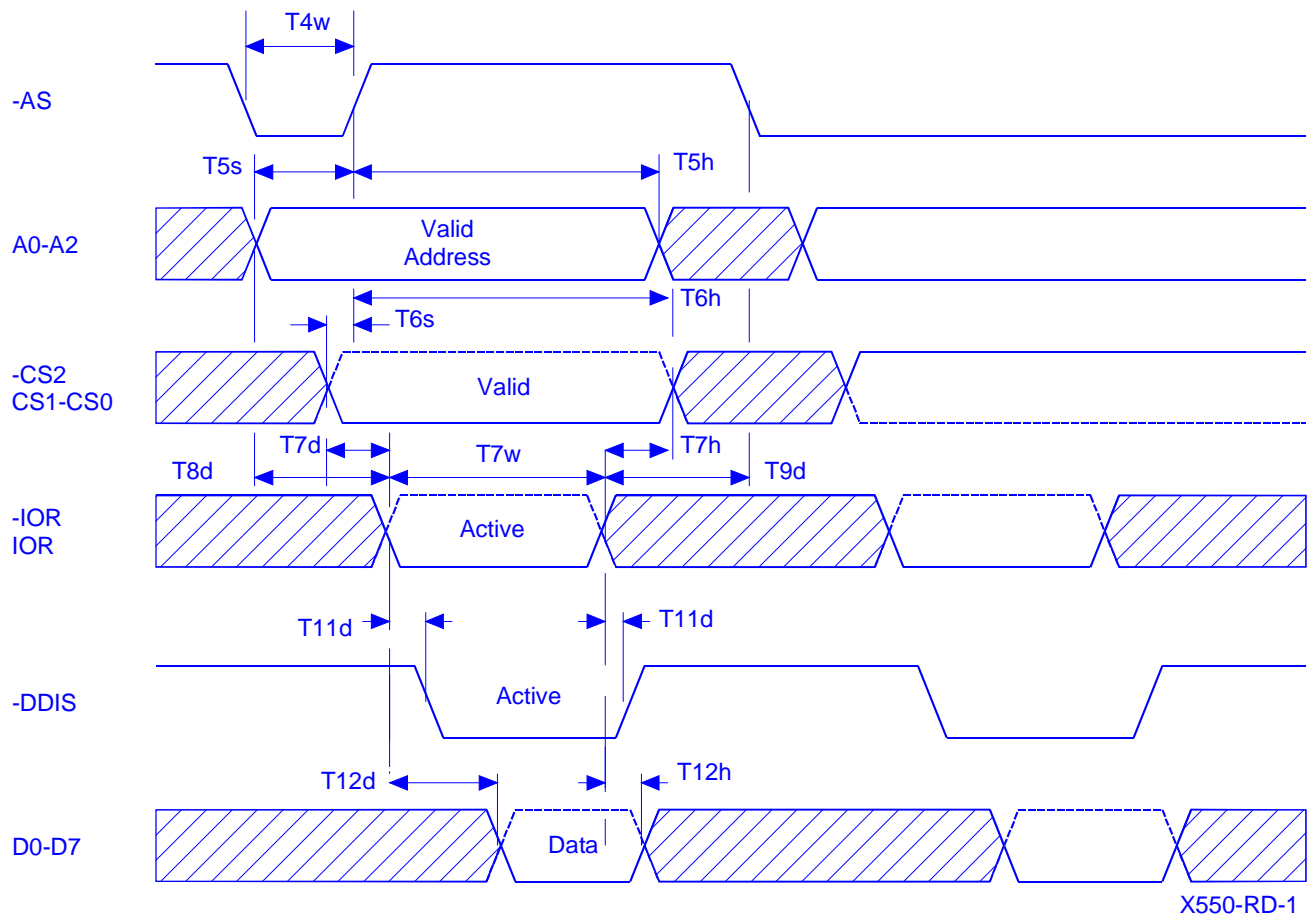 T4w
-AS
T5s
T5h
A0-A2
Valid
Address
T6h
T6s
-CS2
CS1-CS0
Valid
T7d
T7w
T7h
T8d
T9d
-IOR
IOR
Active
T11d
T11d
-DDIS
Active
T12d
T12h
D0-D7
Data
X550-RD-1